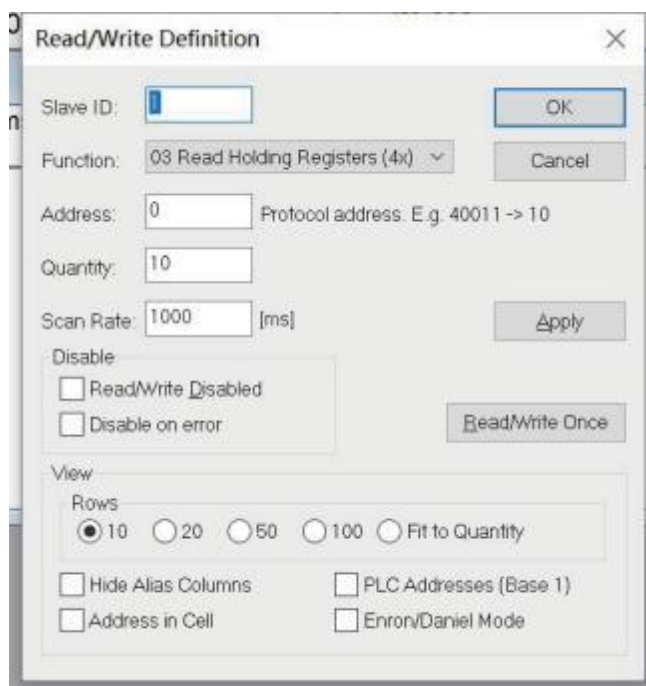 Read/Write Definition
Slave ID: 1
OK
Function: 03 Read Holding Registers (4x)
Cancel
Address: 0 Protocol address. E.g. 40011 -> 10
Quantity: 10
Scan Rate: 1000 [ms]
Apply
Disable
Read/Write Disabled
Disable on error
Read/Write Once
View
Rows
10 20 50 100 Fit to Quantity
Hide Alias Columns PLC Addresses (Base 1)
Address in Cell Enron/Daniel Mode